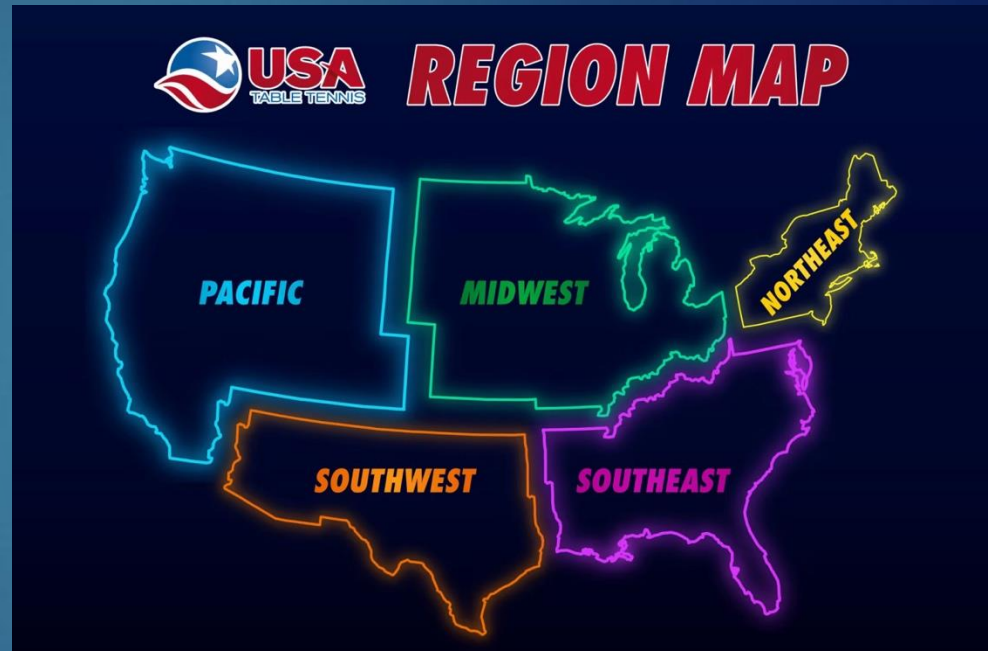 USA
TABLE TENNIS
REGION MAP
PACIFIC
MIDWEST
NORTHEAST
SOUTHWEST
SOUTHEAST